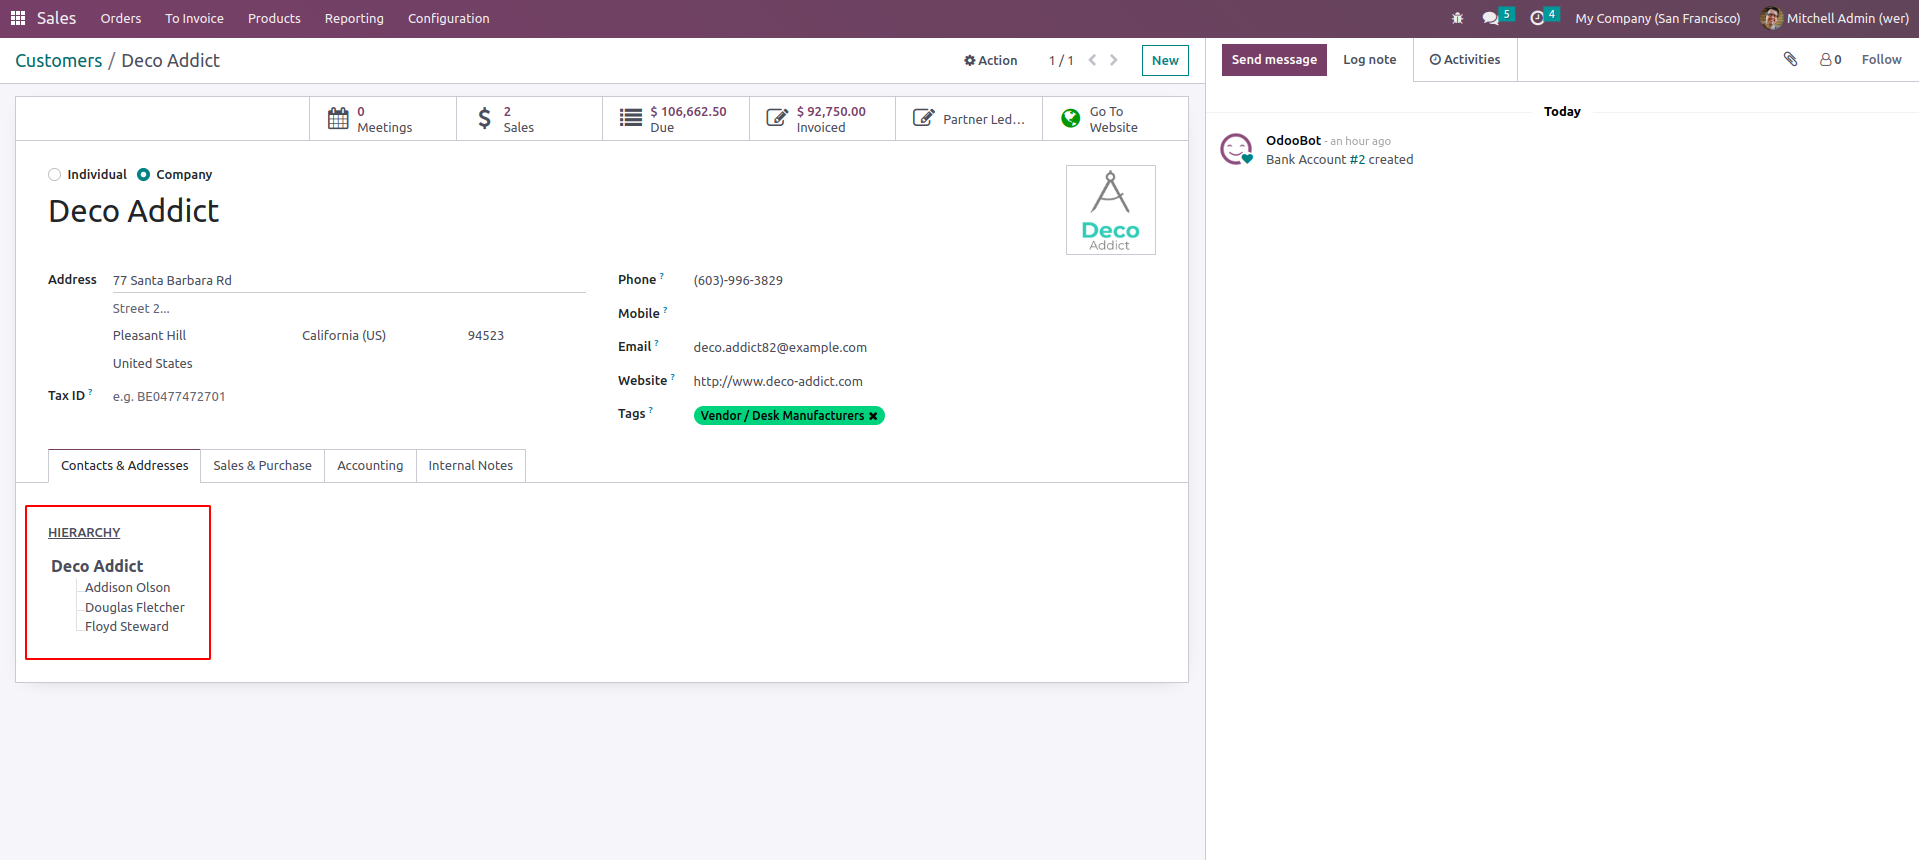 Sales Orders To Invoice Products Reporting Configuration 5 4 My Company (San Francisco) Mitchell Admin (wer)
Customers / Deco Addict Action 1 / 1 New
0
Meetings
2
Sales
$ 106,662.50
Due
$ 92,750.00
Invoiced
Partner Led...
Go To
Website
Individual Company
Deco Addict
Deco
Addict
Address 77 Santa Barbara Rd
Street 2...
Pleasant Hill California (US) 94523
United States
Tax ID ? e.g. BE0477472701
Phone ? (603)-996-3829
Mobile ?
Email ? deco.addict82@example.com
Website ? http://www.deco-addict.com
Tags ? Vendor / Desk Manufacturers ×
Contacts & Addresses Sales & Purchase Accounting Internal Notes
HIERARCHY
Deco Addict
Addison Olson
Douglas Fletcher
Floyd Steward
Send message Log note Activities 0 Follow
Today
OdooBot - an hour ago
Bank Account #2 created